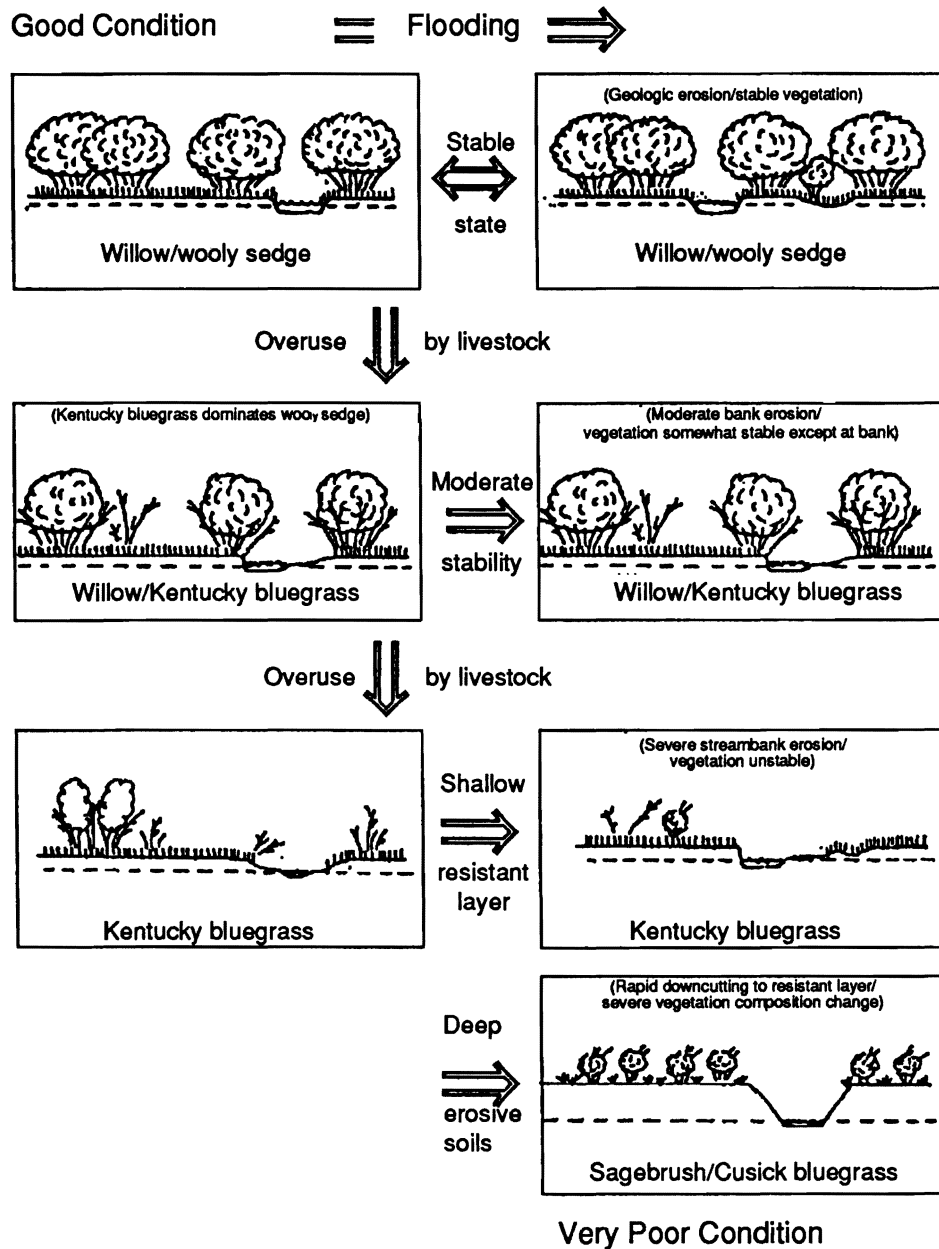 Good Condition = Flooding
(Geologic erosion/stable vegetation)
Stable
state
Willow/wooly sedge
Willow/wooly sedge
Overuse by livestock
(Kentucky bluegrass dominates wooly sedge)
(Moderate bank erosion/
vegetation somewhat stable except at bank)
Moderate
stability
Willow/Kentucky bluegrass
Willow/Kentucky bluegrass
Overuse by livestock
(Severe streambank erosion/
vegetation unstable)
Shallow
resistant
layer
Kentucky bluegrass
Kentucky bluegrass
(Rapid downcutting to resistant layer/
severe vegetation composition change)
Deep
erosive
soils
Sagebrush/Cusick bluegrass
Very Poor Condition